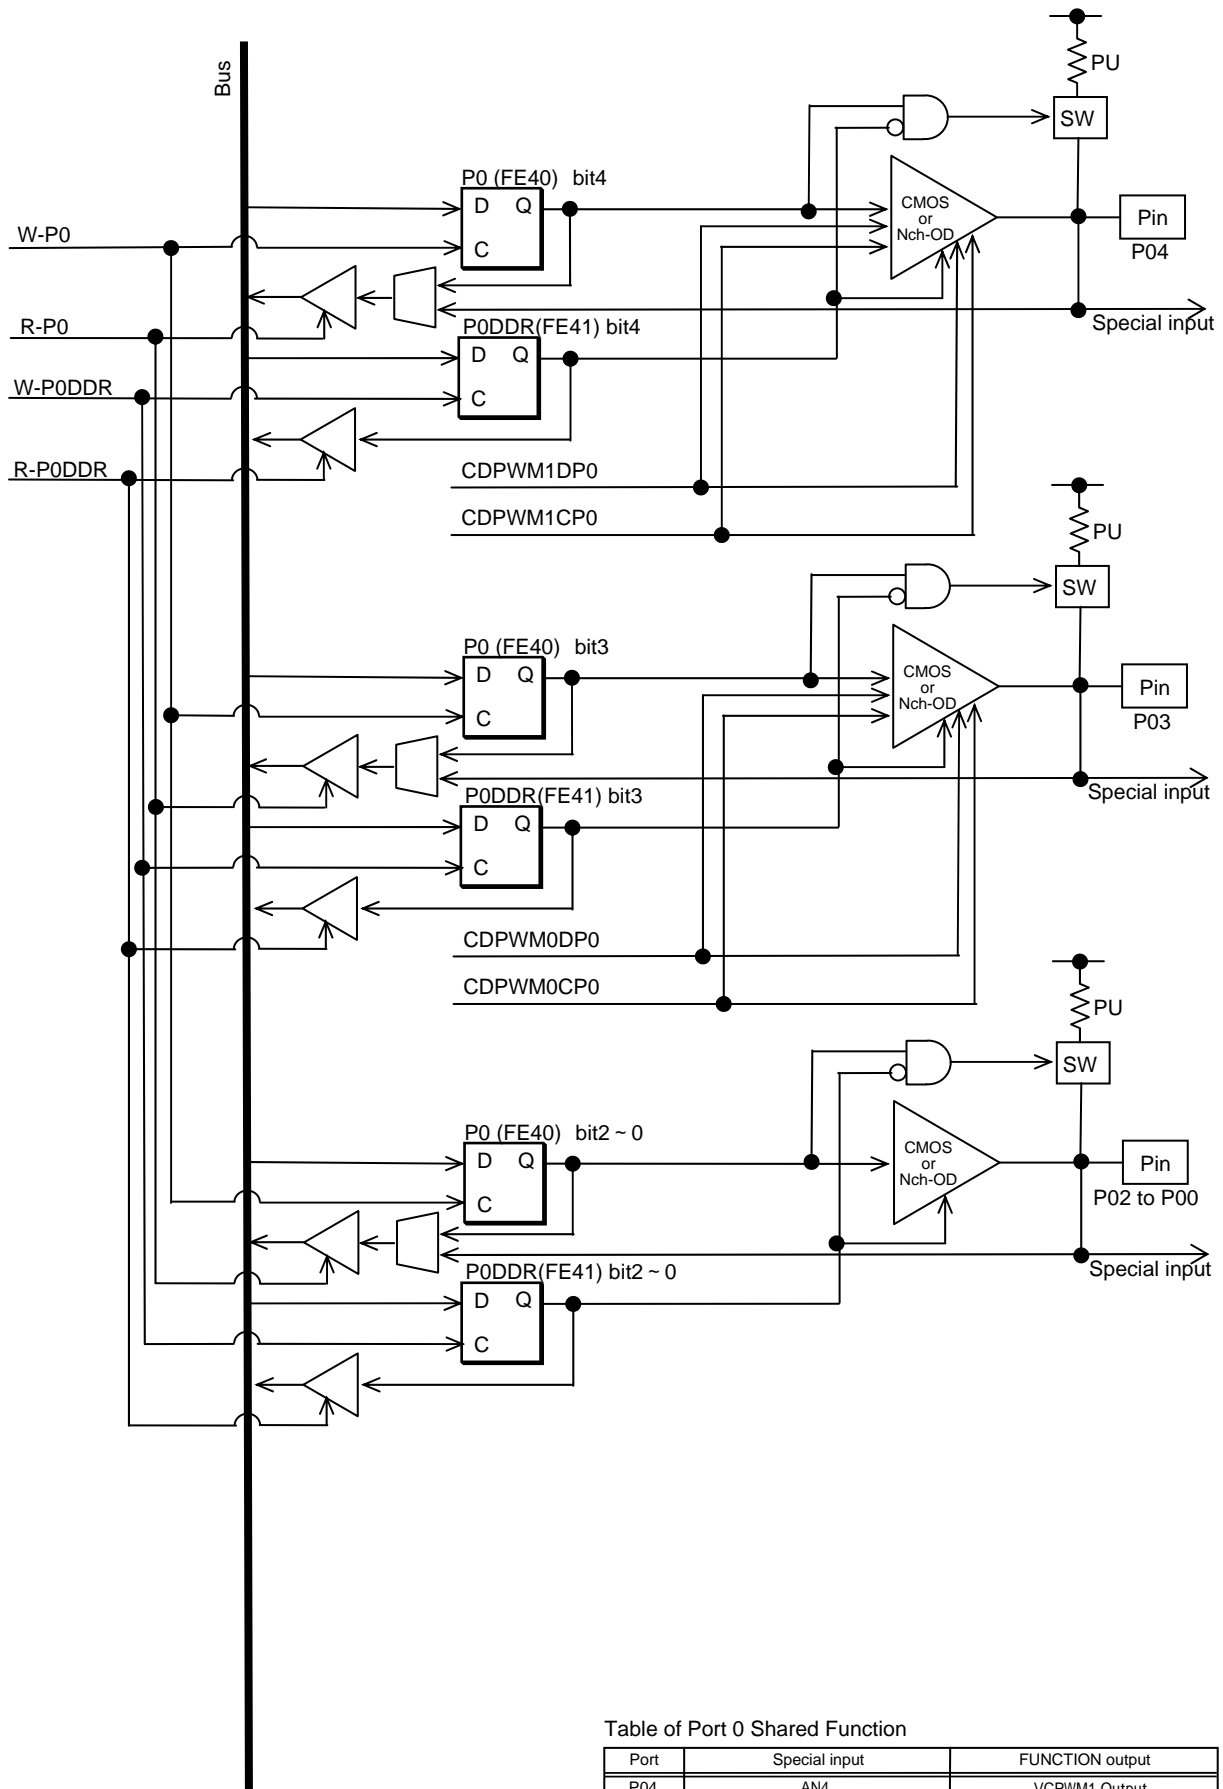 Bus
PU
SW
P0 (FE40) bit4
D Q
C
CMOS
or
Nch-OD
Pin
P04
W-P0
R-P0
Special input
P0DDR(FE41) bit4
D Q
C
W-P0DDR
R-P0DDR
CDPWM1DP0
CDPWM1CP0
PU
SW
P0 (FE40) bit3
D Q
C
CMOS
or
Nch-OD
Pin
P03
Special input
P0DDR(FE41) bit3
D Q
C
CDPWM0DP0
CDPWM0CP0
PU
SW
P0 (FE40) bit2 ~ 0
D Q
C
CMOS
or
Nch-OD
Pin
P02 to P00
Special input
P0DDR(FE41) bit2 ~ 0
D Q
C
Table of Port 0 Shared Function
Port Special input FUNCTION output
P04 AN4 VCPWM1 Output